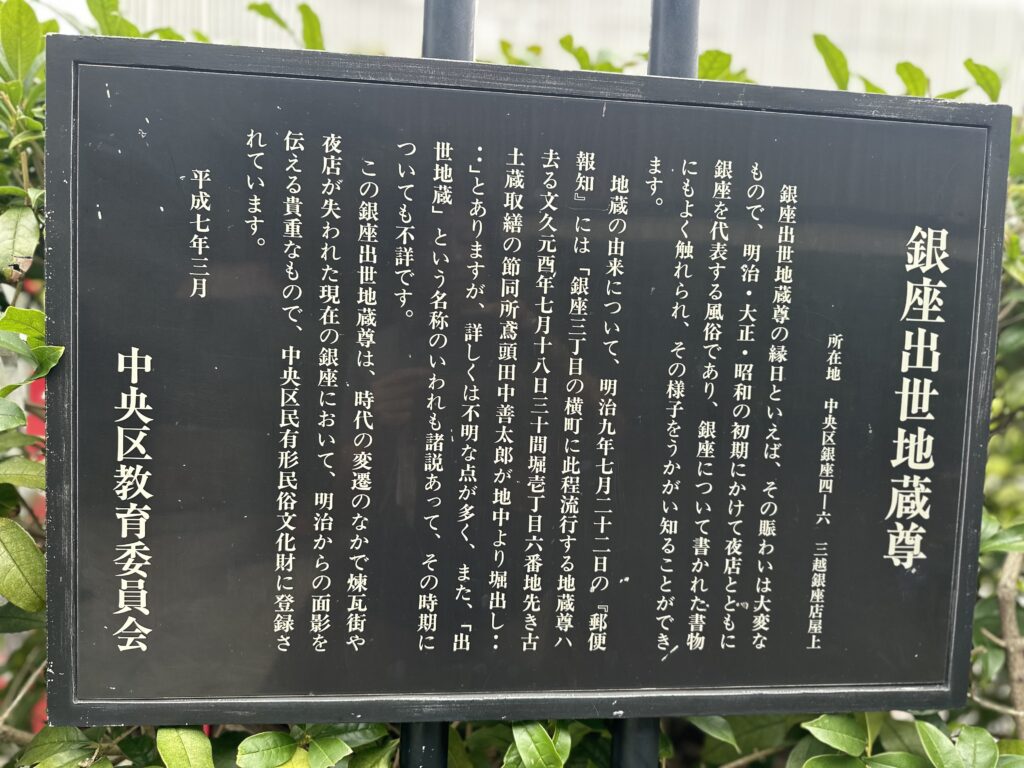 銀座出世地蔵尊
所在地　中央区銀座四―六　三越銀座店屋上
銀座出世地蔵尊の縁日といえば、その賑わいは大変な
もので、明治・大正・昭和の初期にかけて夜店とともに
銀座を代表する風俗であり、銀座について書かれた書物
にもよく触れられ、その様子をうかがい知ることができ
ます。
地蔵の由来について、明治九年七月二十二日の『郵便
報知』には「銀座三丁目の横町に此程流行する地蔵尊ハ
去る文久元酉年七月十八日三十間堀壱丁目六番地先き古
土蔵取繕の節同所鳶頭田中善太郎が地中より堀出し・・
・・」とありますが、詳しくは不明な点が多く、また、「出
世地蔵」という名称のいわれも諸説あって、その時期に
ついても不詳です。
この銀座出世地蔵尊は、時代の変遷のなかで煉瓦街や
夜店が失われた現在の銀座において、明治からの面影を
伝える貴重なもので、中央区民有形民俗文化財に登録さ
れています。
平成七年三月
中央区教育委員会